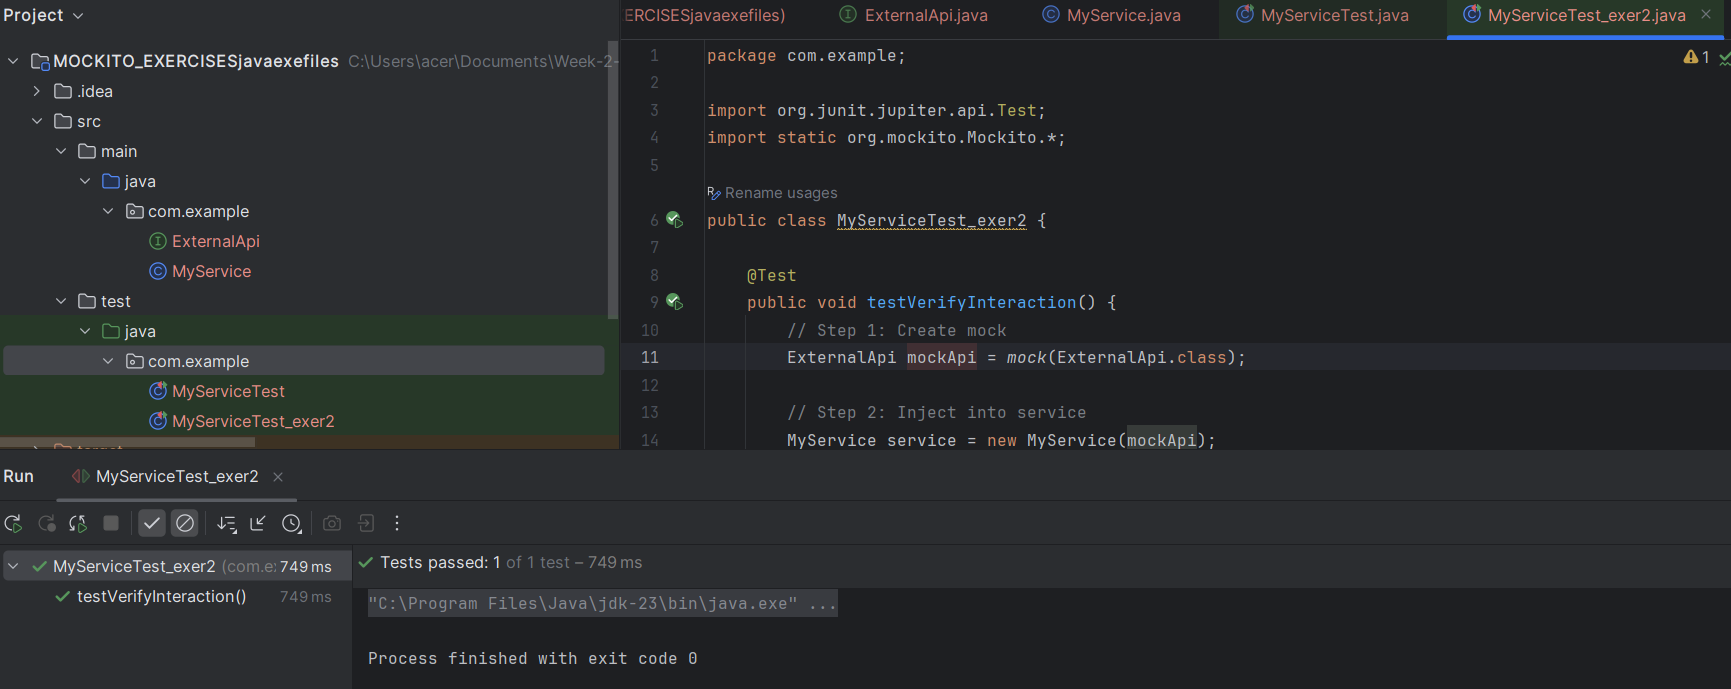 Project
MOCKITO_EXERCISESjavaexefiles C:\Users\acer\Documents\Week-2-
.idea
src
main
java
com.example
ExternalApi
MyService
test
java
com.example
MyServiceTest
MyServiceTest_exer2
ERCISESjavaexefiles) ExternalApi.java MyService.java MyServiceTest.java MyServiceTest_exer2.java
1 package com.example;
1
2
3 import org.junit.jupiter.api.Test;
4 import static org.mockito.Mockito.*;
5
Rename usages
6 public class MyServiceTest_exer2 {
7
8 @Test
9 public void testVerifyInteraction() {
10 // Step 1: Create mock
11 ExternalApi mockApi = mock(ExternalApi.class);
12
13 // Step 2: Inject into service
14 MyService service = new MyService(mockApi);
Run MyServiceTest_exer2
MyServiceTest_exer2 (com.e: 749 ms
testVerifyInteraction() 749 ms
Tests passed: 1 of 1 test – 749 ms
"C:\Program Files\Java\jdk-23\bin\java.exe" ...
Process finished with exit code 0